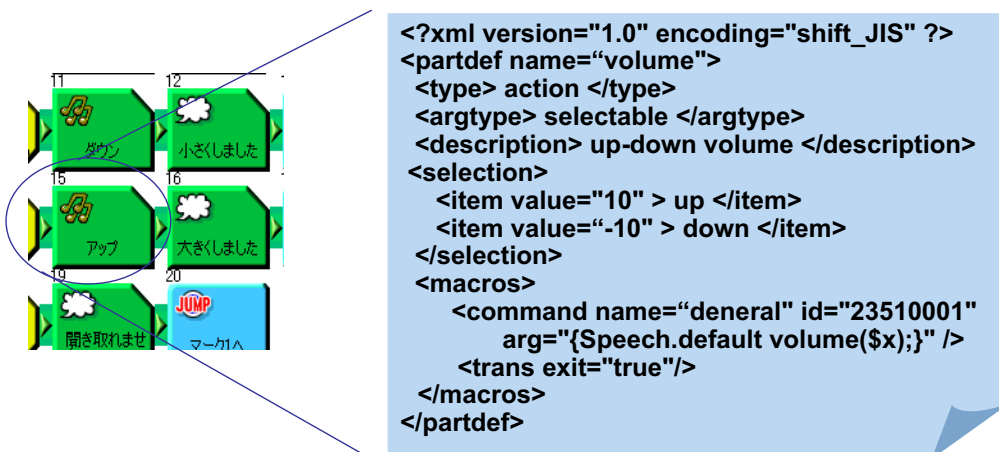 11 12
ダウン 小さくしました
15 16
アップ 大きくしました
19 20
JUMP
聞き取れませ マーク1へ
<?xml version="1.0" encoding="shift_JIS" ?>
<partdef name=“volume">
<type> action </type>
<argtype> selectable </argtype>
<description> up-down volume </description>
<selection>
<item value="10" > up </item>
<item value=“-10" > down </item>
</selection>
<macros>
<command name=“deneral" id="23510001"
arg="{Speech.default volume($x);}" />
<trans exit="true"/>
</macros>
</partdef>